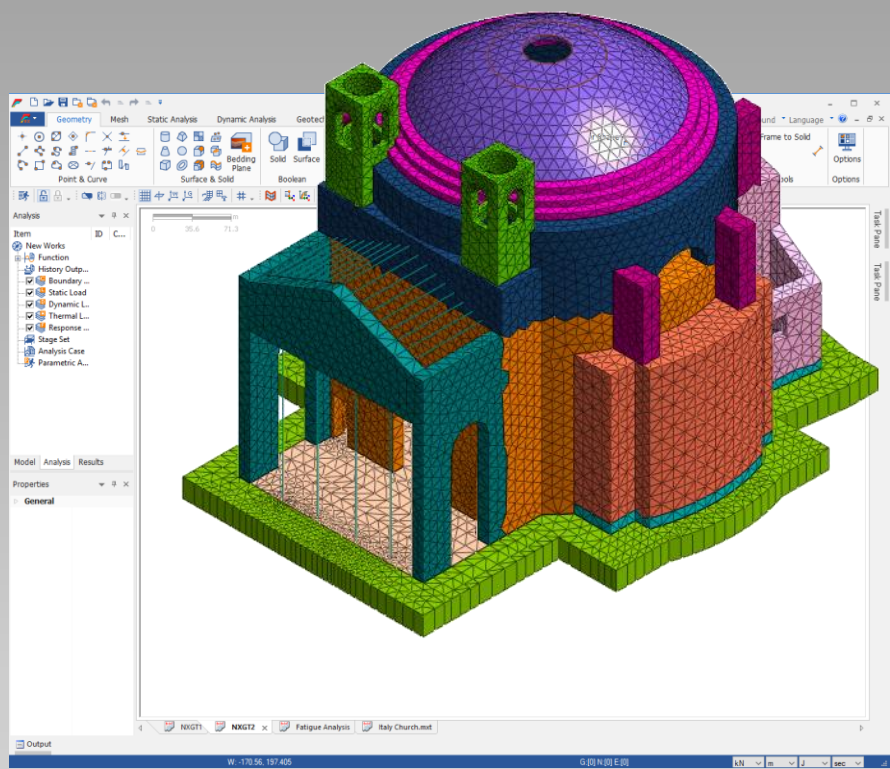 Geometry Mesh Static Analysis Dynamic Analysis Geotec
und Language
Bedding Plane
Solid Surface
Frame to Solid
Options
Point & Curve Surface & Solid Boolean
ols Options
Analysis
Item ID C...
New Works
Function
History Outp...
Boundary ...
Static Load
Dynamic L...
Thermal L...
Response ...
Stage Set
Analysis Case
Parametric A...
0 35.6 71.3
m
Task Pane
Task Pane
Model Analysis Results
Properties
General
NXGT1 NXGT2 Fatigue Analysis Italy Church.mxt
Output
W: -170.56, 197.405 G:[0] N:[0] E:[0] kN m J sec